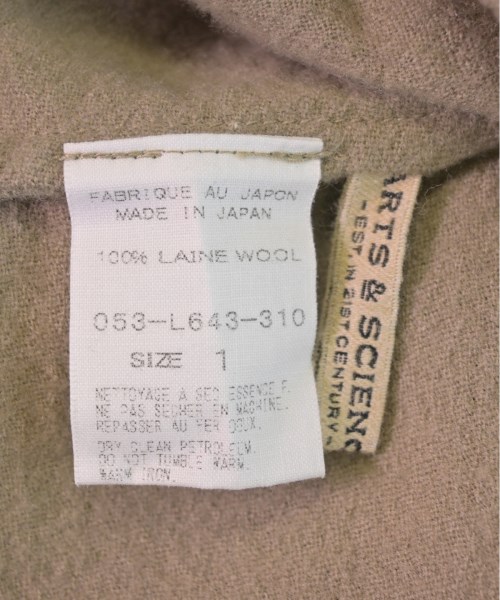 FABRIQUE AU JAPON
MADE IN JAPAN
100% LAINE WOOL
053-L643-310
SIZE 1
NETTOYAGE A SEC ESSENCE F.
NE PAS SECHER EN MACHINE.
REPASSER AU FER DOUX.
DRY CLEAN PETROLEUM.
DO NOT TUMBLE WARM.
WARM IRON.
ARTS & SCIENC
- EST. IN 21ST CENTURY -